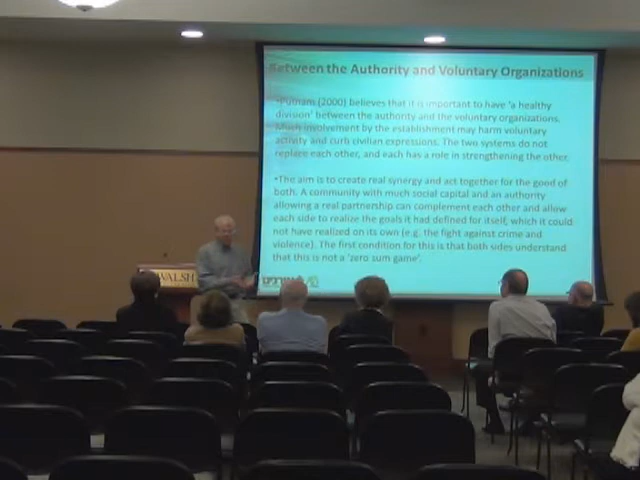 Between the Authority and Voluntary Organizations
•Putnam (2000) believes that it is important to have 'a healthy
division' between the authority and the voluntary organizations.
Much involvement by the establishment may harm voluntary
activity and curb civilian expressions. The two systems do not
replace each other, and each has a role in strengthening the other.
•The aim is to create real synergy and act together for the good of
both. A community with much social capital and an authority
allowing a real partnership can complement each other and allow
each side to realize the goals it had defined for itself, which it could
not have realized on its own (e.g. the fight against crime and
violence). The first condition for this is that both sides understand
that this is not a 'zero sum game'.
WALSH